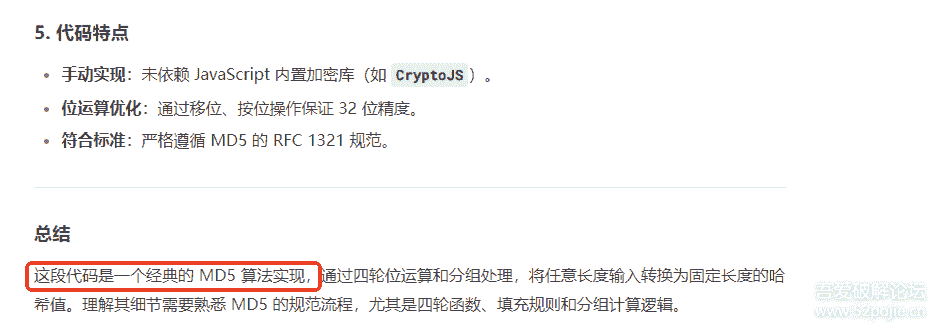 5. 代码特点
• 手动实现：未依赖 JavaScript 内置加密库（如 CryptoJS）。
• 位运算优化：通过移位、按位操作保证 32 位精度。
• 符合标准：严格遵循 MD5 的 RFC 1321 规范。
总结
这段代码是一个经典的 MD5 算法实现，通过四轮位运算和分组处理，将任意长度输入转换为固定长度的哈
希值。理解其细节需要熟悉 MD5 的规范流程，尤其是四轮函数、填充规则和分组计算逻辑。
吾爱破解论坛
www.52pojie.cn